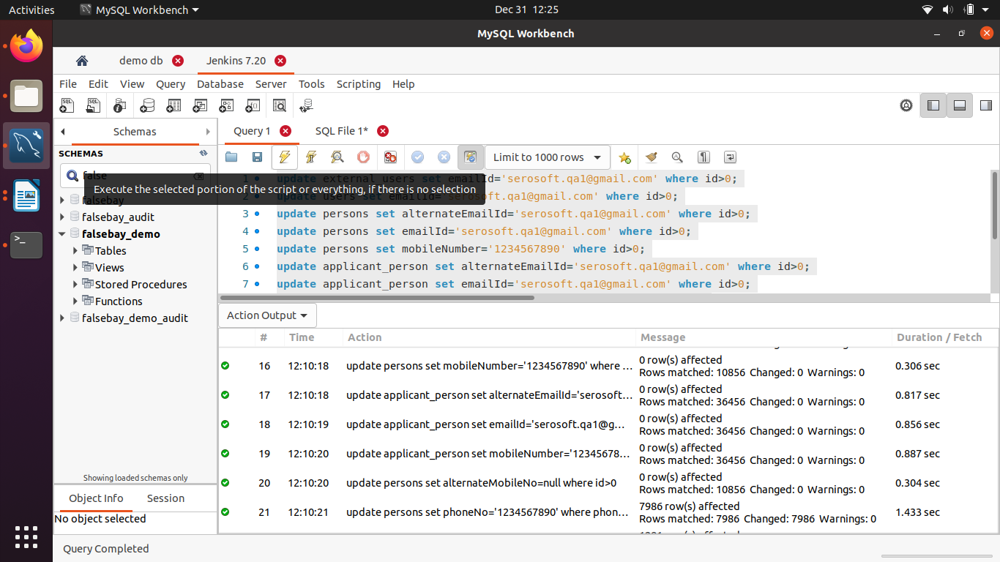 Activities
MySQL Workbench
Dec 31 12:25
MySQL Workbench
demo db
Jenkins 7.20
File Edit View Query Database Server Tools Scripting Help
Schemas
Query 1
SQL File 1*
SCHEMAS
Limit to 1000 rows
false
Execute the selected portion of the script or everything, if there is no selection
falsebay
falsebay_audit
falsebay_demo
Tables
Views
Stored Procedures
Functions
falsebay_demo_audit
Showing loaded schemas only
Object Info Session
No object selected
1 update external_users set emailId='serosoft.qa1@gmail.com' where id>0;
2 update users set emailId='serosoft.qa1@gmail.com' where id>0;
3 update persons set alternateEmailId='serosoft.qa1@gmail.com' where id>0;
4 update persons set emailId='serosoft.qa1@gmail.com' where id>0;
5 update persons set mobileNumber='1234567890' where id>0;
6 update applicant_person set alternateEmailId='serosoft.qa1@gmail.com' where id>0;
7 update applicant_person set emailId='serosoft.qa1@gmail.com' where id>0;
Action Output
# Time Action Message Duration / Fetch
16 12:10:18 update persons set mobileNumber='1234567890' where ... 0 row(s) affected 0.306 sec
Rows matched: 10856 Changed: 0 Warnings: 0
17 12:10:18 update applicant_person set alternateEmailId='serosoft... 0 row(s) affected 0.817 sec
Rows matched: 36456 Changed: 0 Warnings: 0
18 12:10:19 update applicant_person set emailId='serosoft.qa1@g... 0 row(s) affected 0.856 sec
Rows matched: 36456 Changed: 0 Warnings: 0
19 12:10:20 update applicant_person set mobileNumber='12345678... 0 row(s) affected 0.887 sec
Rows matched: 36456 Changed: 0 Warnings: 0
20 12:10:20 update persons set alternateMobileNo=null where id>0 0 row(s) affected 0.304 sec
Rows matched: 10856 Changed: 0 Warnings: 0
21 12:10:21 update persons set phoneNo='1234567890' where phon... 7986 row(s) affected 1.433 sec
Rows matched: 7986 Changed: 7986 Warnings: 0
Query Completed